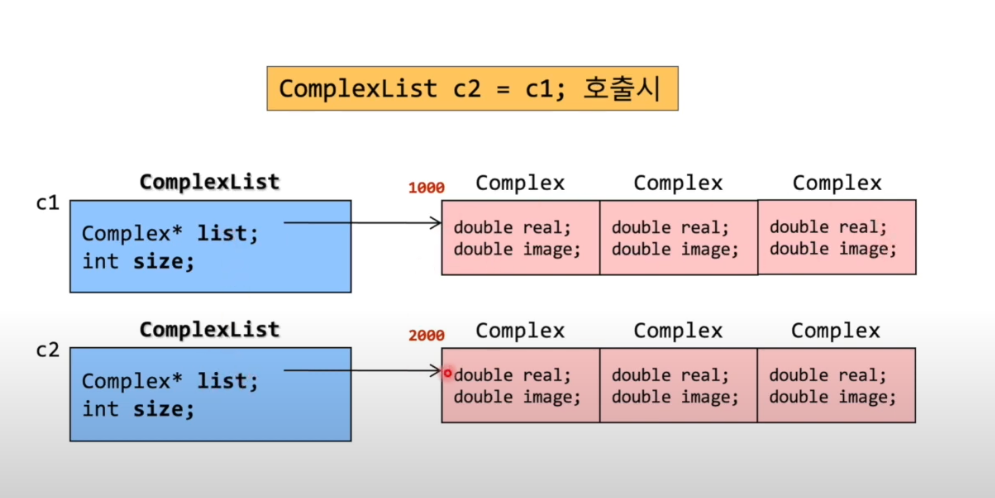 ComplexList c2 = c1; 호출시
ComplexList
c1
Complex* list;
int size;
1000
Complex
Complex
Complex
double real;
double image;
double real;
double image;
double real;
double image;
ComplexList
c2
Complex* list;
int size;
2000
Complex
Complex
Complex
double real;
double image;
double real;
double image;
double real;
double image;